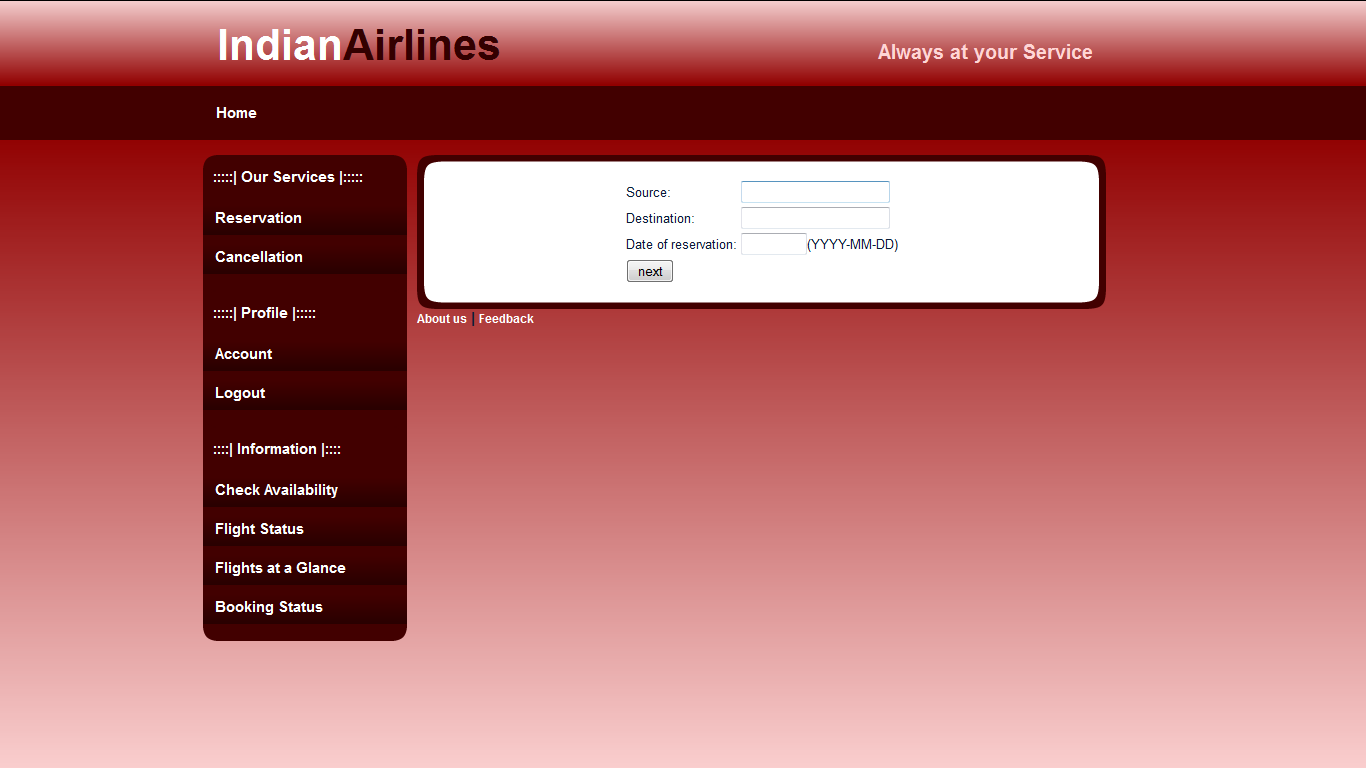 IndianAirlines
Always at your Service
Home
:::::| Our Services |:::::
Reservation
Cancellation
:::::| Profile |:::::
Account
Logout
::::| Information |::::
Check Availability
Flight Status
Flights at a Glance
Booking Status
Source:
Destination:
Date of reservation: (YYYY-MM-DD)
next
About us | Feedback